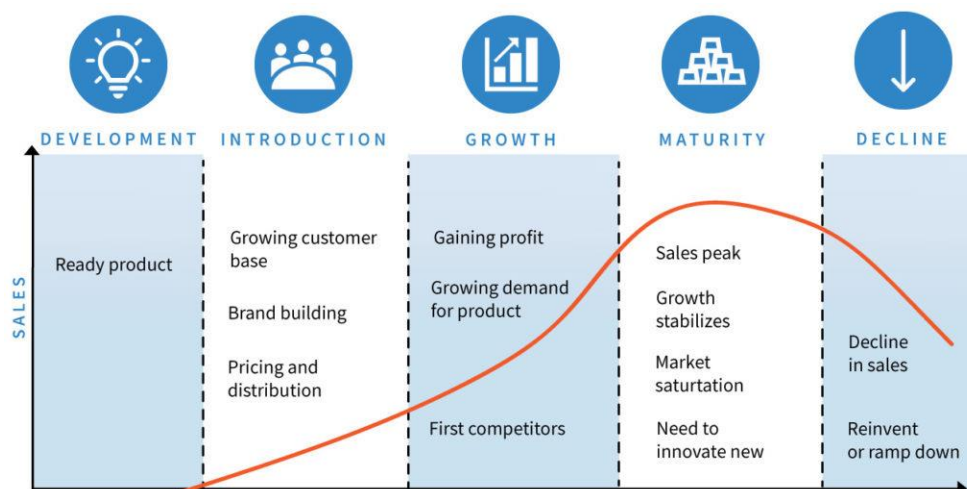 DEVELOPMENT
INTRODUCTION
GROWTH
MATURITY
DECLINE
SALES
Ready product
Growing customer
base
Brand building
Pricing and
distribution
Gaining profit
Growing demand
for product
First competitors
Sales peak
Growth
stabilizes
Market
saturtation
Need to
innovate new
Decline
in sales
Reinvent
or ramp down